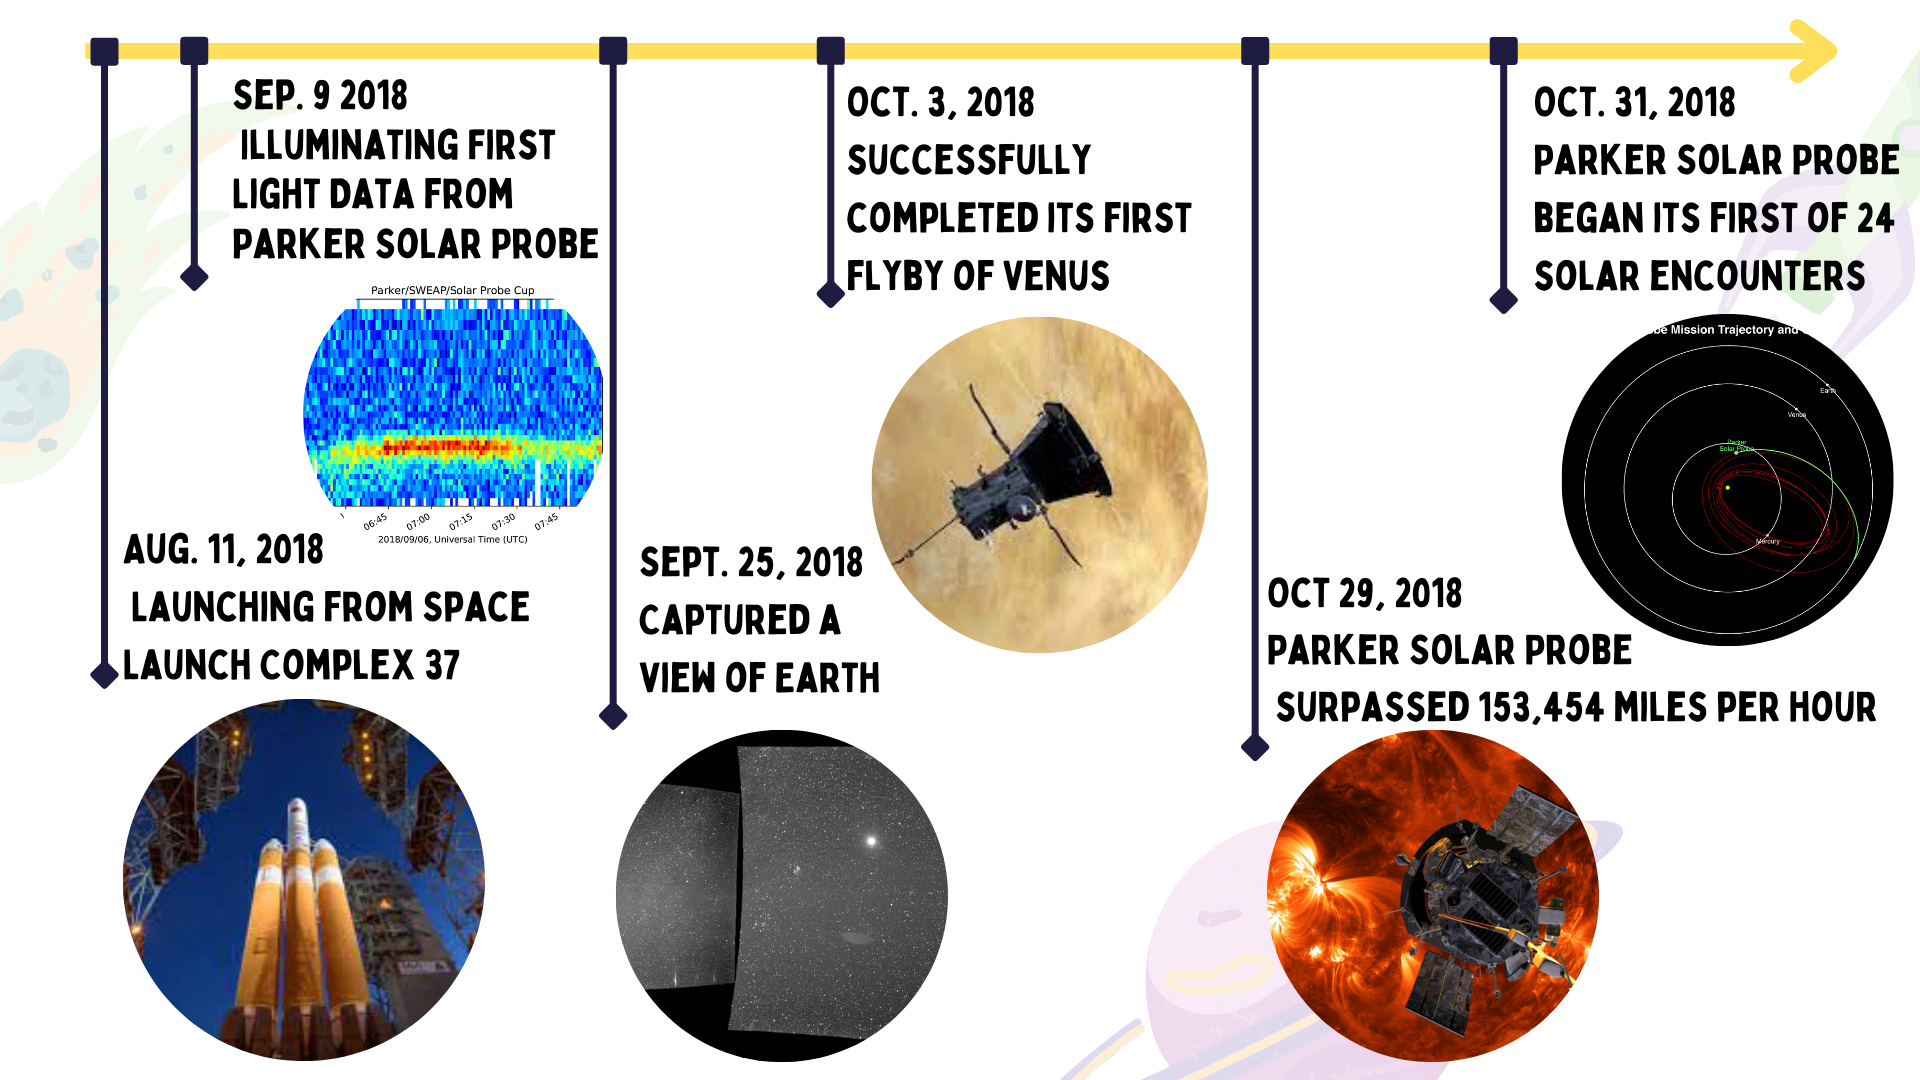 SEP. 9 2018
ILLUMINATING FIRST
LIGHT DATA FROM
PARKER SOLAR PROBE
Parker/SWEAP/Solar Probe Cup
06:45 07:00 07:15 07:30 07:45
2018/09/06, Universal Time (UTC)
AUG. 11, 2018
LAUNCHING FROM SPACE
LAUNCH COMPLEX 37
SEPT. 25, 2018
CAPTURED A
VIEW OF EARTH
OCT. 3, 2018
SUCCESSFULLY
COMPLETED ITS FIRST
FLYBY OF VENUS
OCT 29, 2018
PARKER SOLAR PROBE
SURPASSED 153,454 MILES PER HOUR
OCT. 31, 2018
PARKER SOLAR PROBE
BEGAN ITS FIRST OF 24
SOLAR ENCOUNTERS
be Mission Trajectory and
Earth
Venus
Parker
Solar Probe
Mercury